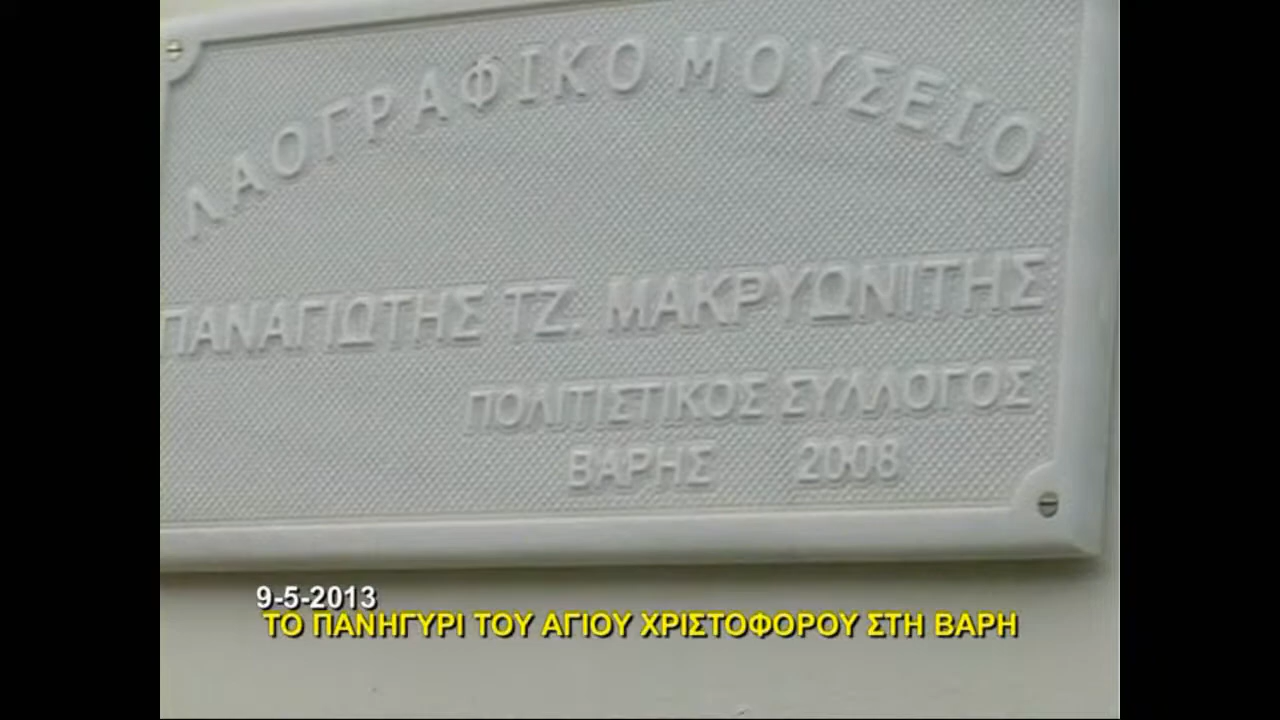 ΛΑΟΓΡΑΦΙΚΟ ΜΟΥΣΕΙΟ
ΠΑΝΑΓΙΩΤΗΣ ΤΖ. ΜΑΚΡΥΩΝΙΤΗΣ
ΠΟΛΙΤΙΣΤΙΚΟΣ ΣΥΛΛΟΓΟΣ
ΒΑΡΗΣ 2008
9-5-2013
ΤΟ ΠΑΝΗΓΥΡΙ ΤΟΥ ΑΓΙΟΥ ΧΡΙΣΤΟΦΟΡΟΥ ΣΤΗ ΒΑΡΗ